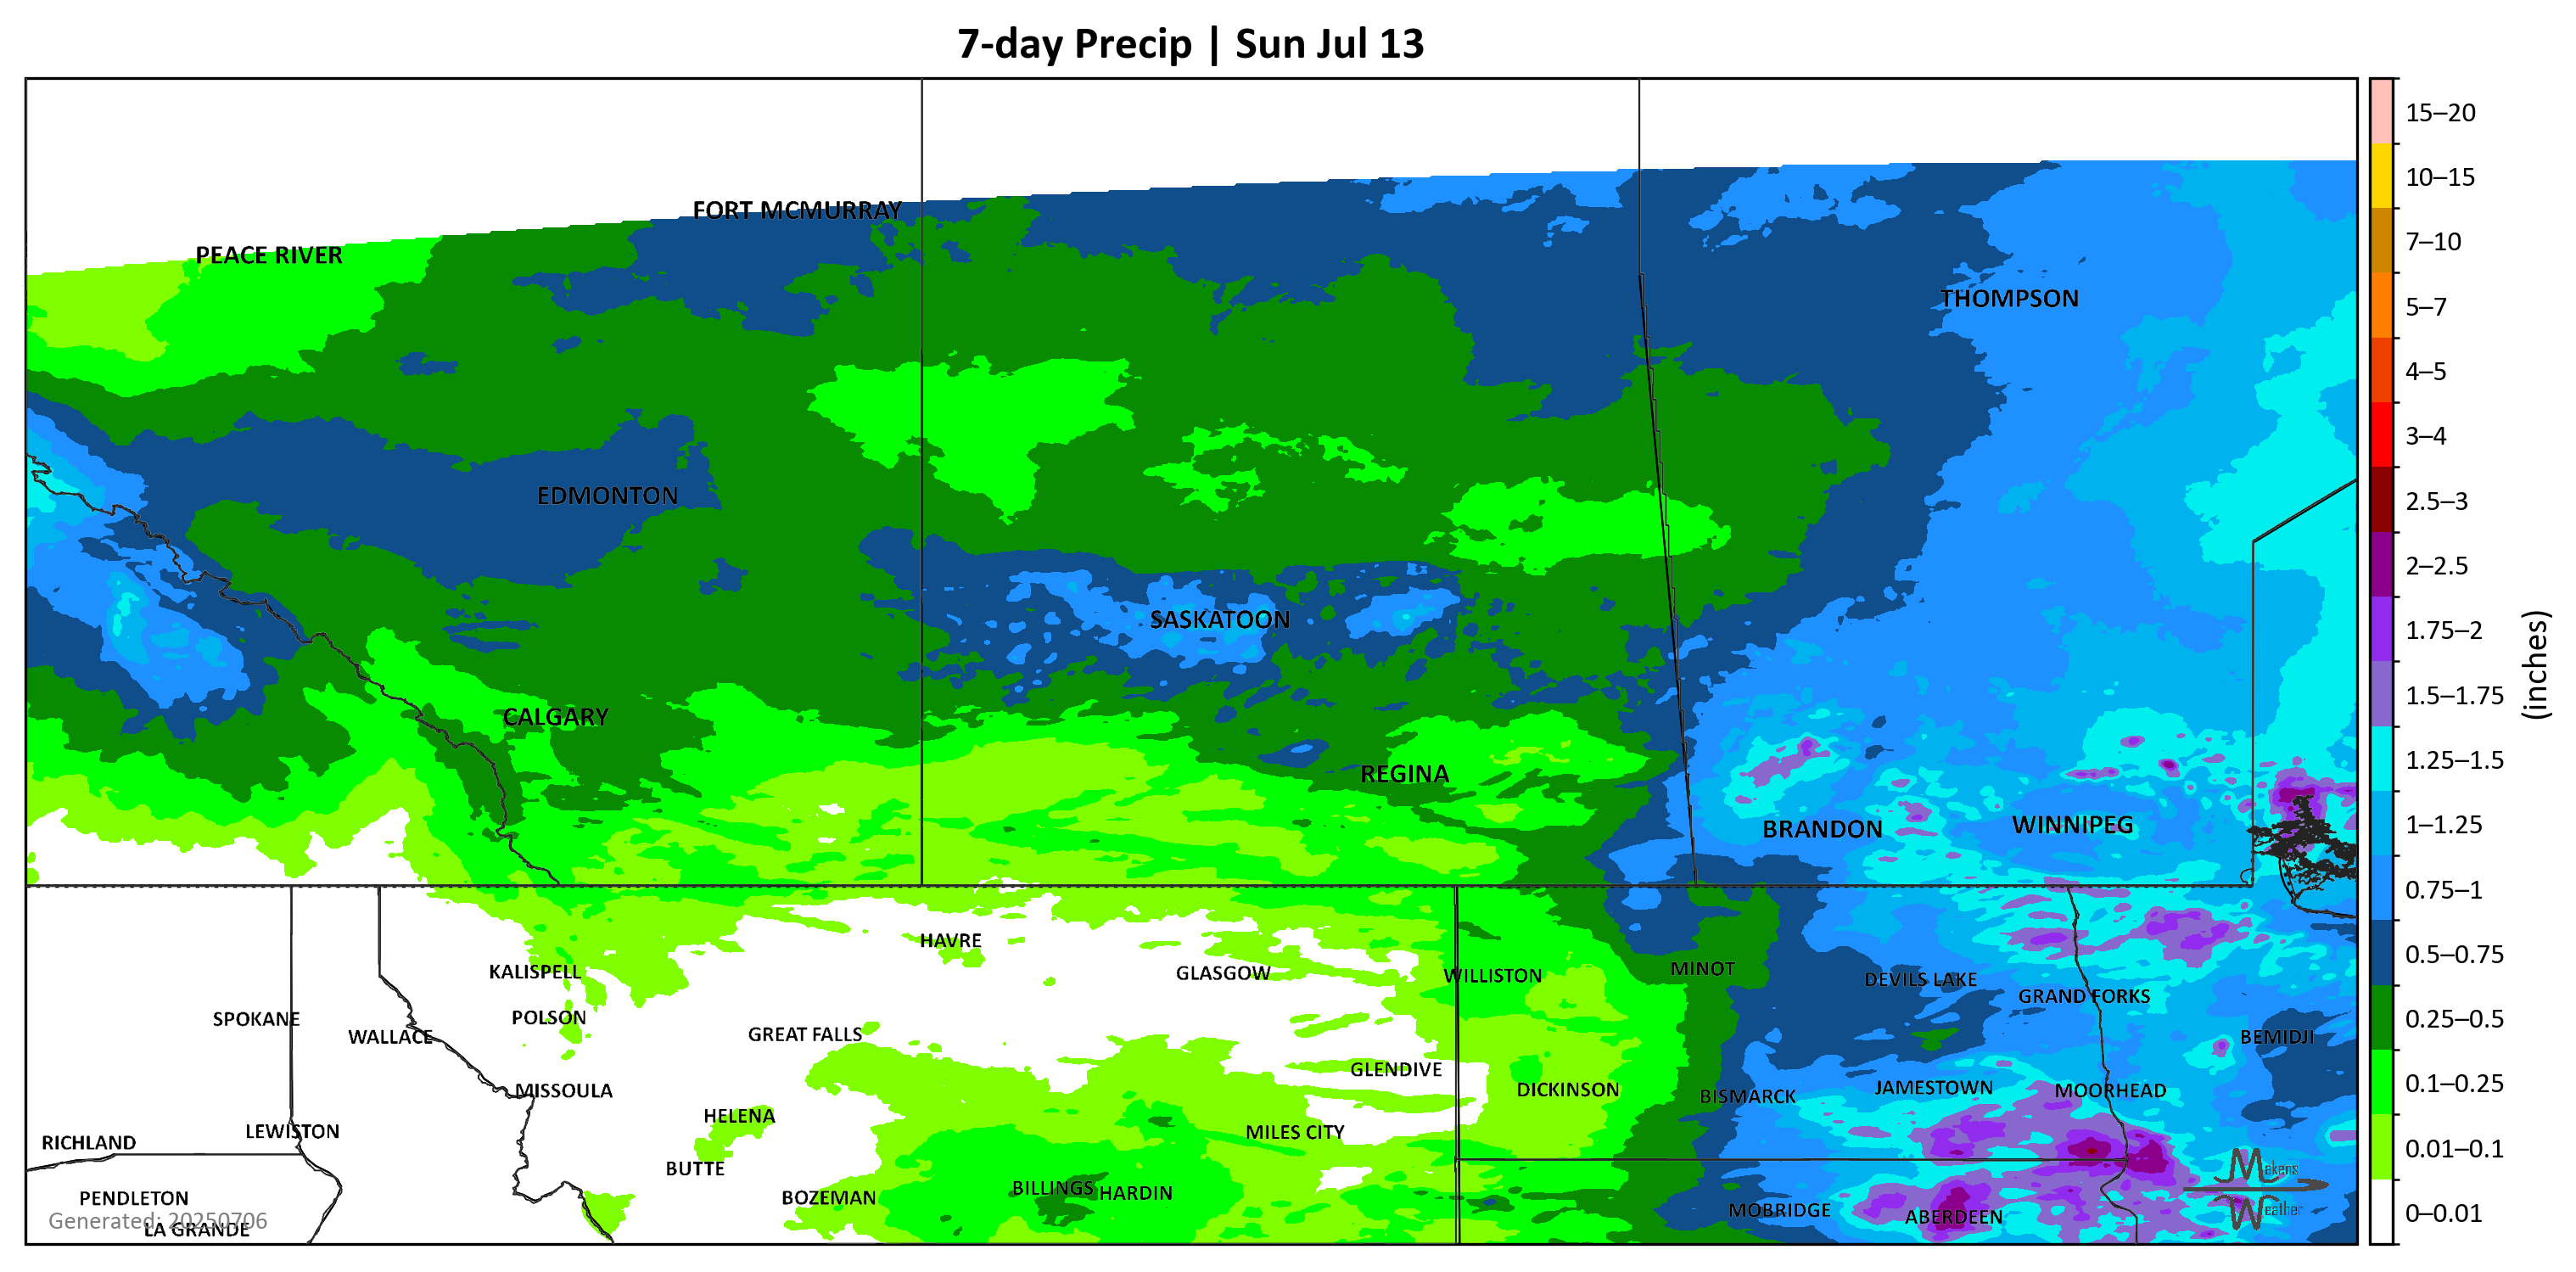 7-day Precip | Sun Jul 13
FORT MCMURRAY
PEACE RIVER
THOMPSON
EDMONTON
SASKATOON
CALGARY
REGINA
BRANDON
WINNIPEG
HAVRE
KALISPELL
GLASGOW
WILLISTON
MINOT
DEVILS LAKE
GRAND FORKS
SPOKANE
POLSON
WALLACE
GREAT FALLS
BEMIDJI
GLENDIVE
MISSOULA
DICKINSON
BISMARCK
JAMESTOWN
MOORHEAD
HELENA
LEWISTON
MILES CITY
RICHLAND
BUTTE
PENDLETON
BOZEMAN
BILLINGS
HARDIN
MOBRIDGE
ABERDEEN
Generated: 20250706
LA GRANDE
Makens
Weather
15–20
10–15
7–10
5–7
4–5
3–4
2.5–3
2–2.5
1.75–2
1.5–1.75
1.25–1.5
1–1.25
0.75–1
0.5–0.75
0.25–0.5
0.1–0.25
0.01–0.1
0–0.01
(inches)